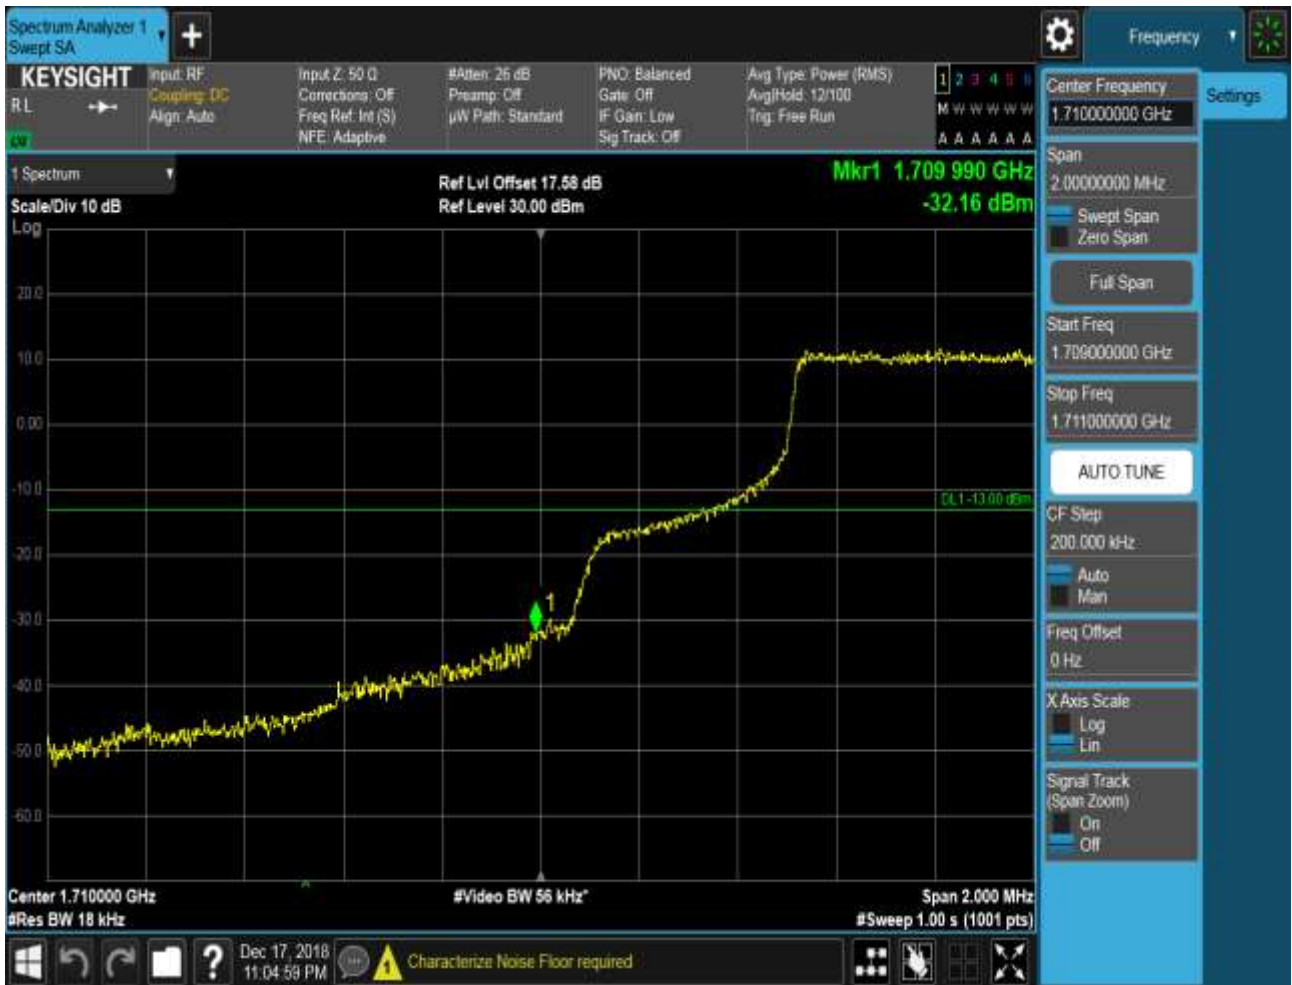 Spectrum Analyzer 1
Swept SA
+
Frequency
KEYSIGHT
R L
Input: RF
Coupling: DC
Align: Auto
Input Z: 50 Ω
Corrections: Off
Freq Ref: Int (S)
NFE: Adaptive
#Atten: 26 dB
Preamp: Off
µW Path: Standard
PNO: Balanced
Gate: Off
IF Gain: Low
Sig Track: Off
Avg Type: Power (RMS)
Avg|Hold: 12/100
Trig: Free Run
1 2 3 4 5 6
M W W W W W
A A A A A A
1 Spectrum
Scale/Div 10 dB
Log
Ref Lvl Offset 17.58 dB
Ref Level 30.00 dBm
Mkr1 1.709 990 GHz
-32.16 dBm
20.0
10.0
0.00
-10.0
DL1 -13.00 dBm
-20.0
1
-30.0
-40.0
-50.0
-60.0
Center 1.710000 GHz
#Res BW 18 kHz
#Video BW 56 kHz*
Span 2.000 MHz
#Sweep 1.00 s (1001 pts)
?
Dec 17, 2018
11:04:59 PM
Characterize Noise Floor required
Center Frequency
1.710000000 GHz
Settings
Span
2.00000000 MHz
Swept Span
Zero Span
Full Span
Start Freq
1.709000000 GHz
Stop Freq
1.711000000 GHz
AUTO TUNE
CF Step
200.000 kHz
Auto
Man
Freq Offset
0 Hz
X Axis Scale
Log
Lin
Signal Track
(Span Zoom)
On
Off